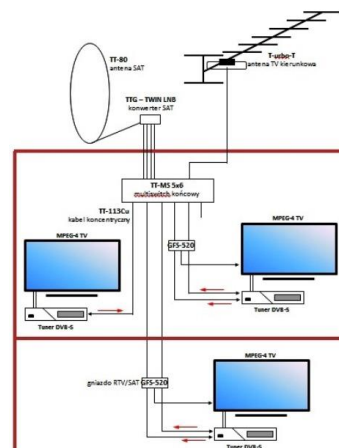 TT-80
antena SAT
T-urbo-T
antena TV kierunkowa
TTG – TWIN LNB
konwerter SAT
TT-MS 5x6
multiswitch końcowy
TT-113Cu
kabel koncentryczny
MPEG-4 TV
GFS-520
MPEG-4 TV
Tuner DVB-S
Tuner DVB-S
MPEG-4 TV
gniazdo RTV/SAT
GFS-520
Tuner DVB-S